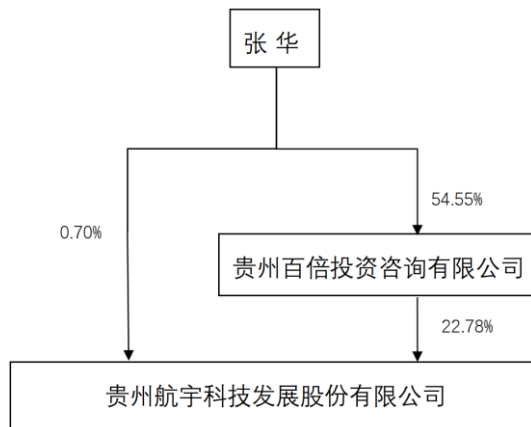 张 华
54.55%
0.70%
贵州百倍投资咨询有限公司
22.78%
贵州航宇科技发展股份有限公司